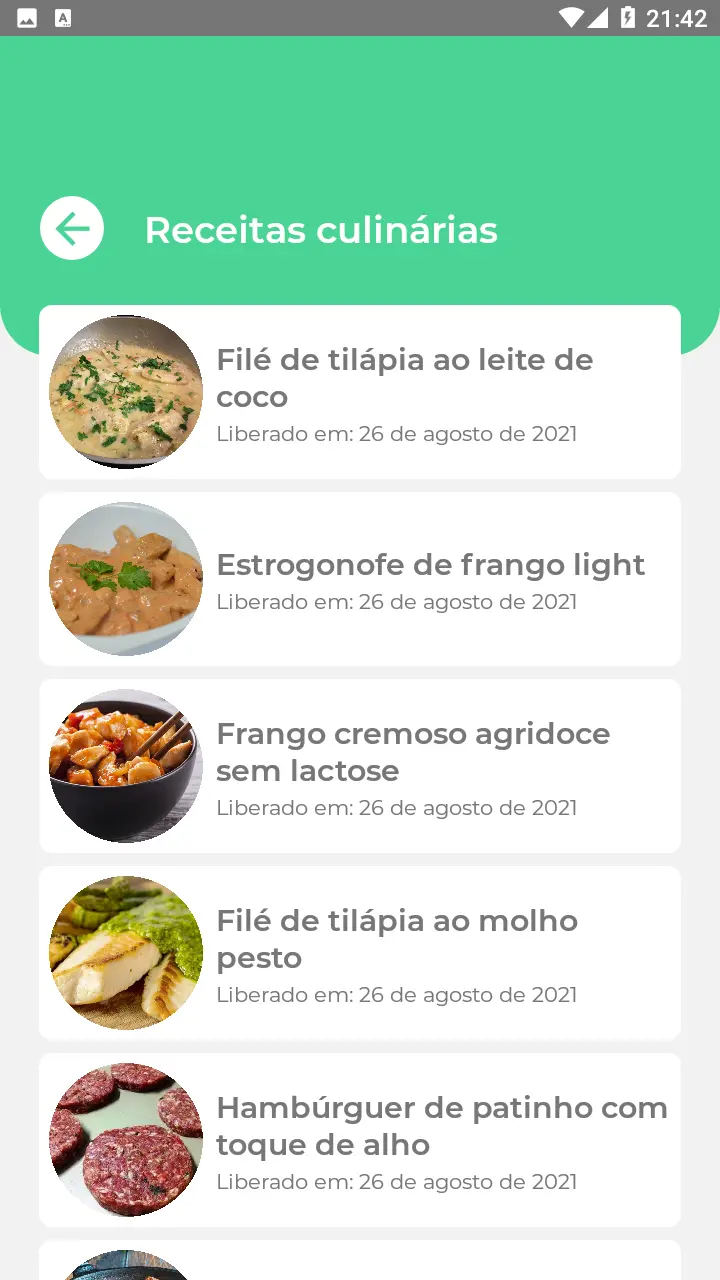 21:42
Receitas culinárias
Filé de tilápia ao leite de
coco
Liberado em: 26 de agosto de 2021
Estrogonofe de frango light
Liberado em: 26 de agosto de 2021
Frango cremoso agridoce
sem lactose
Liberado em: 26 de agosto de 2021
Filé de tilápia ao molho
pesto
Liberado em: 26 de agosto de 2021
Hambúrguer de patinho com
toque de alho
Liberado em: 26 de agosto de 2021